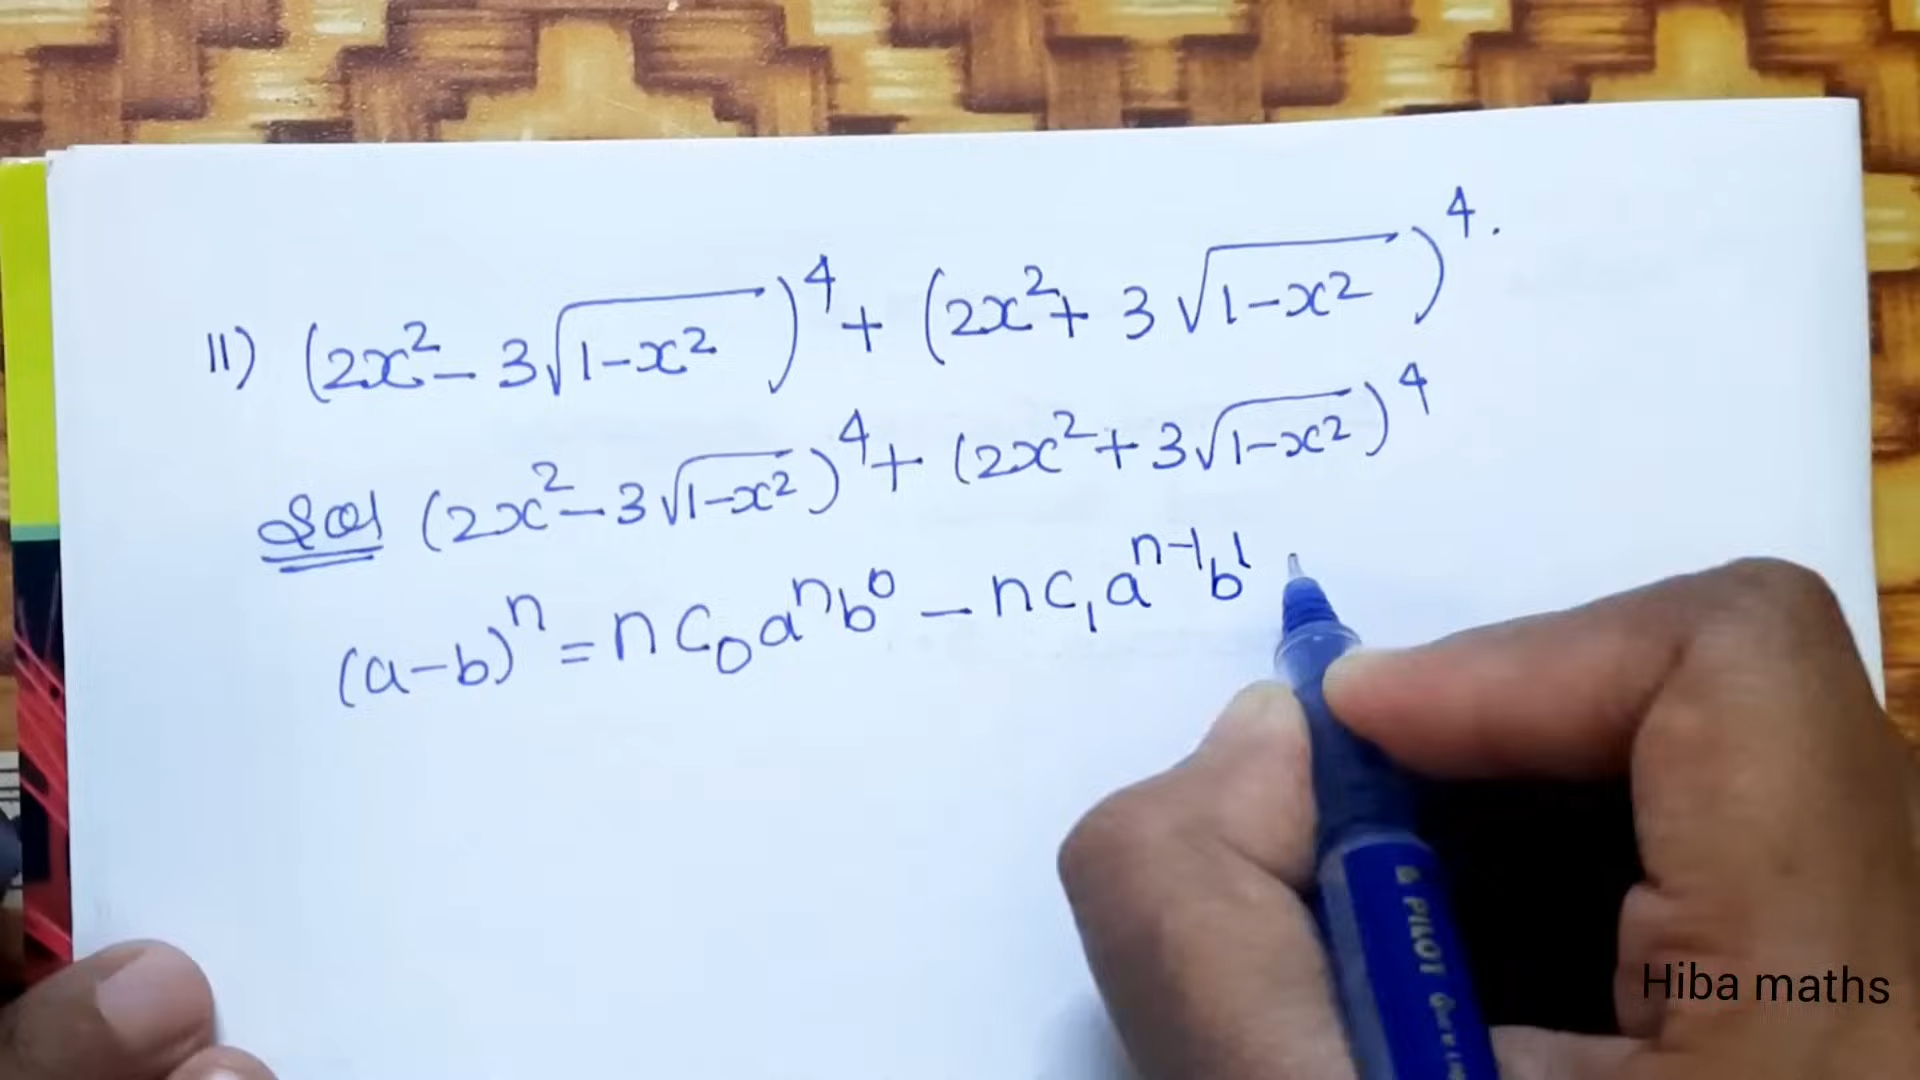 11) (2x² - 3√(1-x²))⁴ + (2x² + 3√(1-x²))⁴.
Sol (2x² - 3√(1-x²))⁴ + (2x² + 3√(1-x²))⁴
(a-b)ⁿ = nC₀aⁿb⁰ - nC₁aⁿ⁻¹b¹
PILOT
Hiba maths